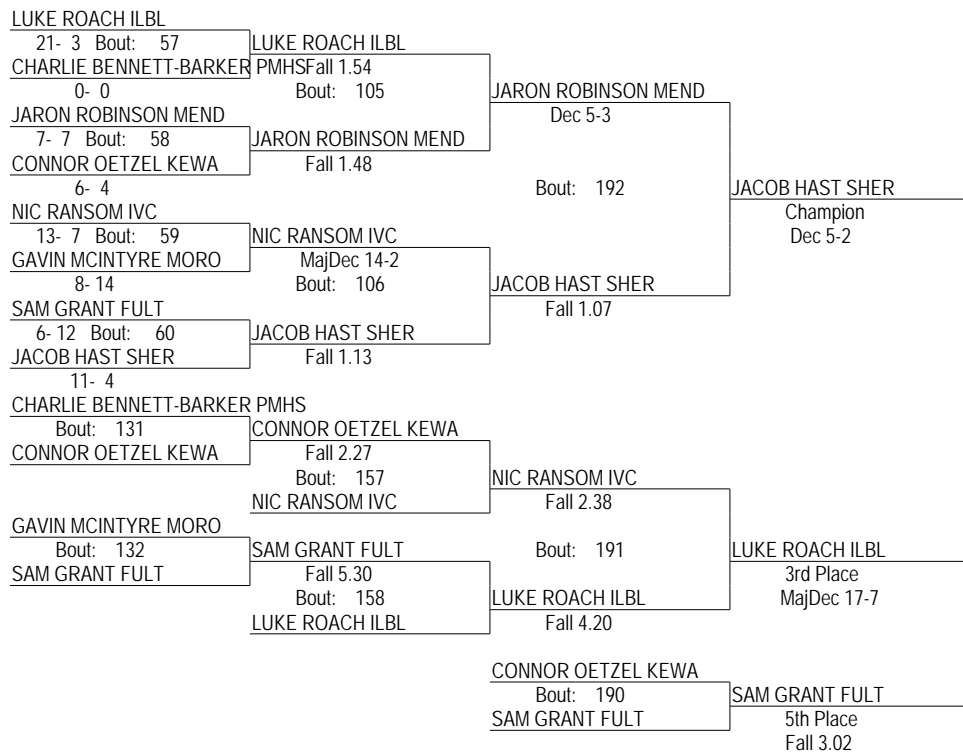 LUKE ROACH ILBL
21- 3 Bout: 57
LUKE ROACH ILBL
CHARLIE BENNETT-BARKER PMHS
Fall 1.54
0- 0
Bout: 105
JARON ROBINSON MEND
JARON ROBINSON MEND
Dec 5-3
7- 7 Bout: 58
JARON ROBINSON MEND
CONNOR OETZEL KEWA
Fall 1.48
6- 4
Bout: 192
JACOB HAST SHER
NIC RANSOM IVC
Champion
13- 7 Bout: 59
NIC RANSOM IVC
Dec 5-2
GAVIN MCINTYRE MORO
MajDec 14-2
8- 14
Bout: 106
JACOB HAST SHER
SAM GRANT FULT
Fall 1.07
6- 12 Bout: 60
JACOB HAST SHER
JACOB HAST SHER
Fall 1.13
11- 4
CHARLIE BENNETT-BARKER PMHS
Bout: 131
CONNOR OETZEL KEWA
CONNOR OETZEL KEWA
Fall 2.27
Bout: 157
NIC RANSOM IVC
NIC RANSOM IVC
Fall 2.38
GAVIN MCINTYRE MORO
Bout: 132
SAM GRANT FULT
Bout: 191
LUKE ROACH ILBL
SAM GRANT FULT
Fall 5.30
3rd Place
Bout: 158
LUKE ROACH ILBL
MajDec 17-7
LUKE ROACH ILBL
Fall 4.20
CONNOR OETZEL KEWA
Bout: 190
SAM GRANT FULT
SAM GRANT FULT
5th Place
Fall 3.02